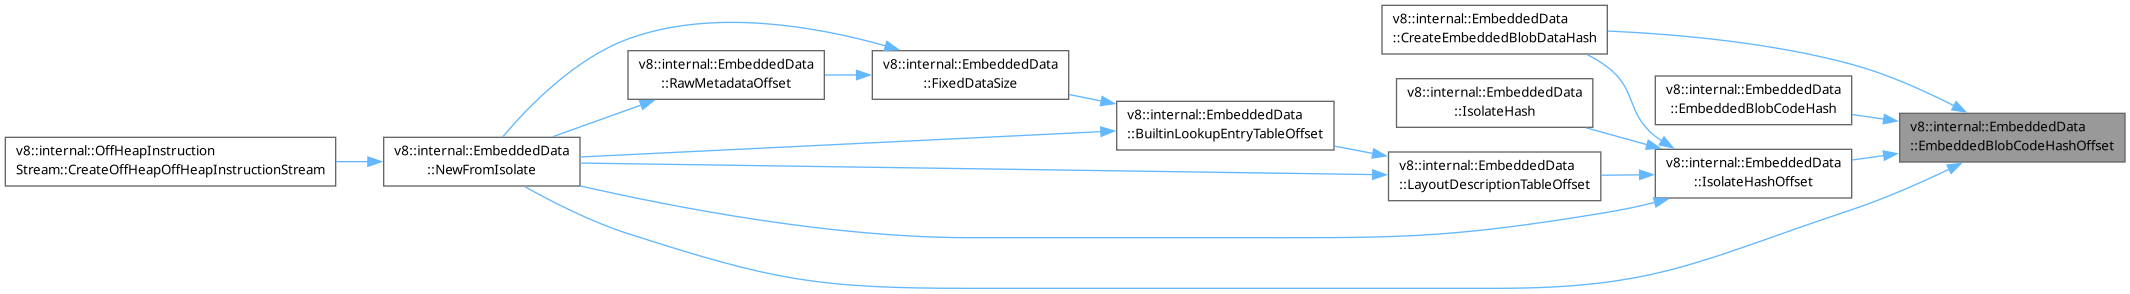 v8::internal::EmbeddedData
::CreateEmbeddedBlobDataHash
v8::internal::EmbeddedData
::RawMetadataOffset
v8::internal::EmbeddedData
::FixedDataSize
v8::internal::EmbeddedData
::IsolateHash
v8::internal::EmbeddedData
::EmbeddedBlobCodeHash
v8::internal::EmbeddedData
::BuiltinLookupEntryTableOffset
v8::internal::EmbeddedData
::EmbeddedBlobCodeHashOffset
v8::internal::OffHeapInstruction
Stream::CreateOffHeapOffHeapInstructionStream
v8::internal::EmbeddedData
::NewFromIsolate
v8::internal::EmbeddedData
::LayoutDescriptionTableOffset
v8::internal::EmbeddedData
::IsolateHashOffset